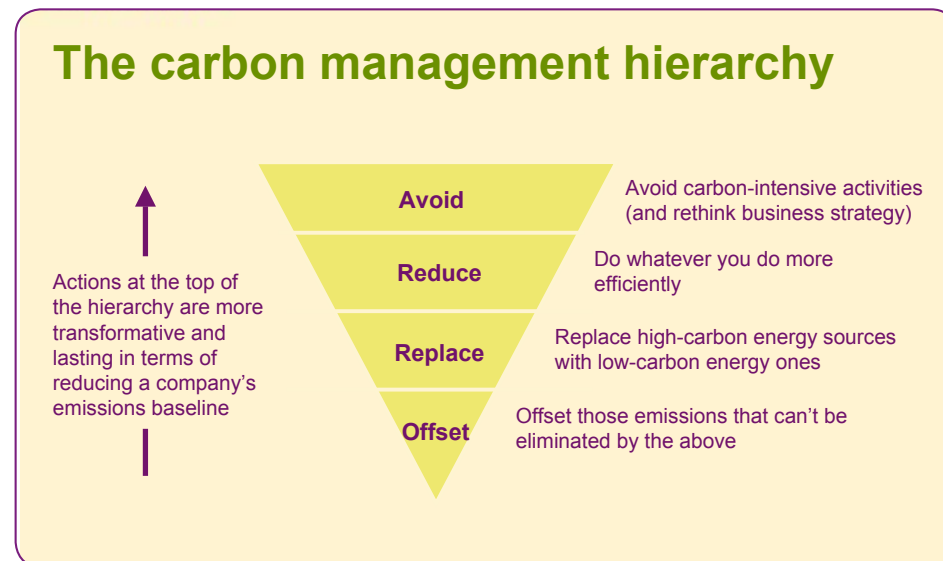 The carbon management hierarchy
Avoid
Avoid carbon-intensive activities
(and rethink business strategy)
Reduce
Do whatever you do more
efficiently
Actions at the top of
the hierarchy are more
transformative and
lasting in terms of
reducing a company’s
emissions baseline
Replace
Replace high-carbon energy sources
with low-carbon energy ones
Offset
Offset those emissions that can’t be
eliminated by the above